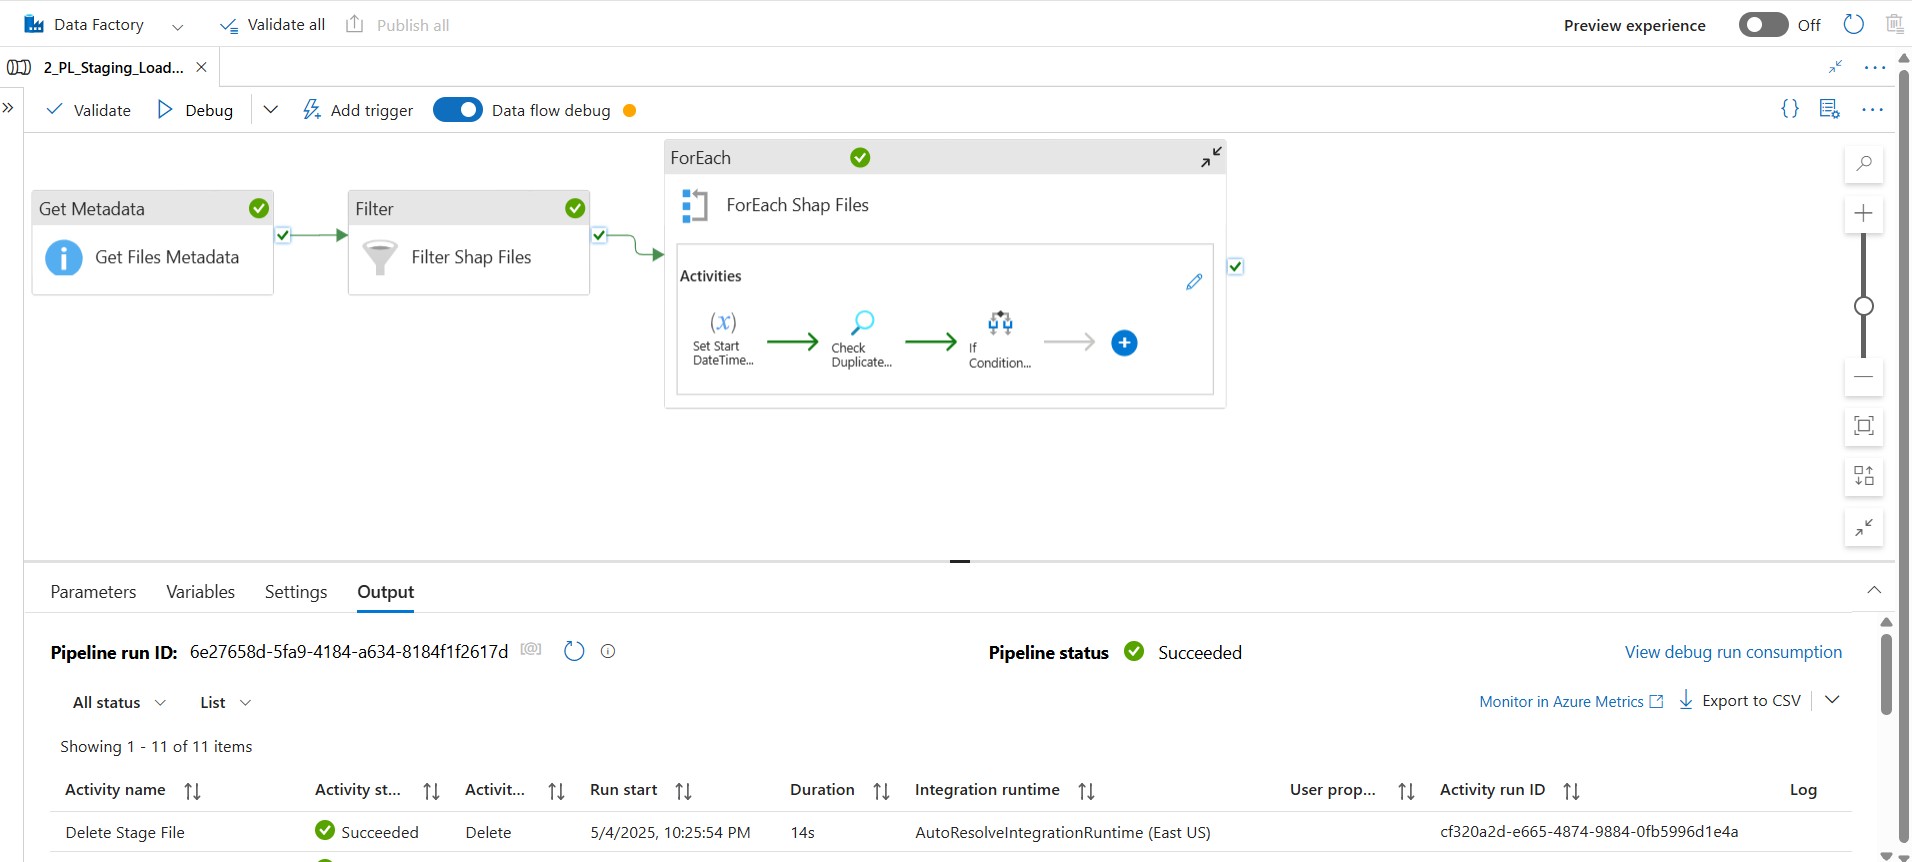 Data Factory Validate all Publish all Preview experience Off
2_PL_Staging_Load...
Validate Debug Add trigger Data flow debug
Get Metadata
Get Files Metadata
Filter
Filter Shap Files
ForEach
ForEach Shap Files
Activities
(x)
Set Start
DateTime...
Check
Duplicate...
If
Condition...
Parameters Variables Settings Output
Pipeline run ID: 6e27658d-5fa9-4184-a634-8184f1f2617d Pipeline status Succeeded View debug run consumption
All status List Monitor in Azure Metrics Export to CSV
Showing 1 - 11 of 11 items
Activity name Activity st... Activit... Run start Duration Integration runtime User prop... Activity run ID Log
Delete Stage File Succeeded Delete 5/4/2025, 10:25:54 PM 14s AutoResolveIntegrationRuntime (East US) cf320a2d-e665-4874-9884-0fb5996d1e4a